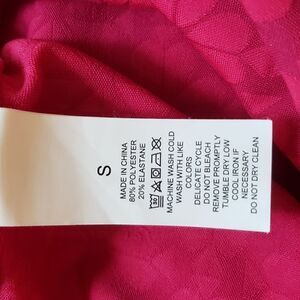 S
MADE IN CHINA
80% POLYESTER
20% ELASTANE
MACHINE WASH COLD
WASH WITH LIKE
COLORS
DELICATE CYCLE
DO NOT BLEACH
REMOVE PROMPTLY
TUMBLE DRY LOW
COOL IRON IF
NECESSARY
DO NOT DRY CLEAN